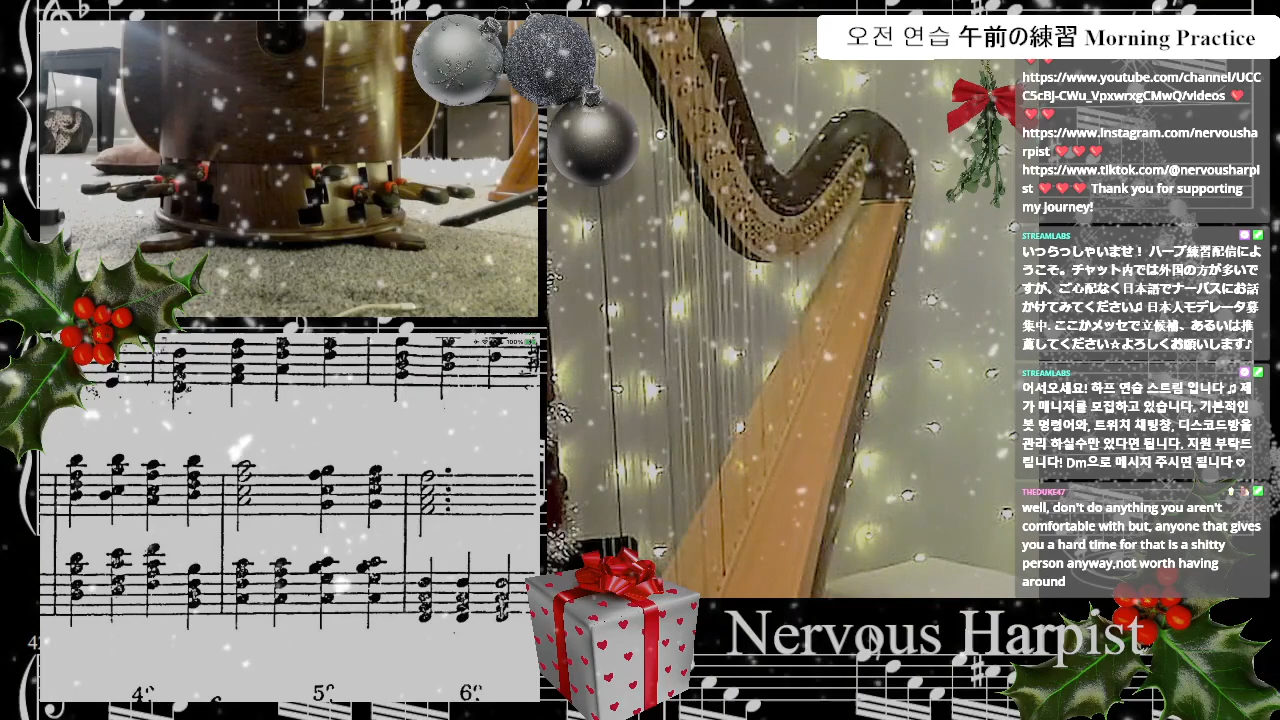 오전 연습 午前の練習 Morning Practice
https://www.youtube.com/channel/UCC
C5cBj-CWu_VpxwrxgCMwQ/videos ❤️
❤️ ❤️
https://www.instagram.com/nervousha
rpist ❤️ ❤️ ❤️
https://www.tiktok.com/@nervousharpi
st ❤️ ❤️ ❤️ Thank you for supporting
my journey!
STREAMLABS
いつらっしゃいませ！ ハープ練習配信によ
うこそ。チャット内では外国の方が多いで
すが、ご心配なく日本語でナーバスにお話
かけてみてください♫ 日本人モデレータ募
集中. ここかメッセで立候補、あるいは推
薦してください☆よろしくお願いします♪
STREAMLABS
어서오세요! 하프 연습 스트림 입니다 ♫ 제
가 매니저를 모집하고 있습니다. 기본적인
봇 명령어와, 트위치 채팅창, 디스코드방을
관리 하실수만 있다면 됩니다. 지원 부탁드
립니다! Dm으로 메시지 주시면 됩니다 ♡
THEDUKE47
well, don't do anything you aren't
comfortable with but, anyone that gives
you a hard time for that is a shitty
person anyway,not worth having
around
Nervous Harpist
100%
4
5
6